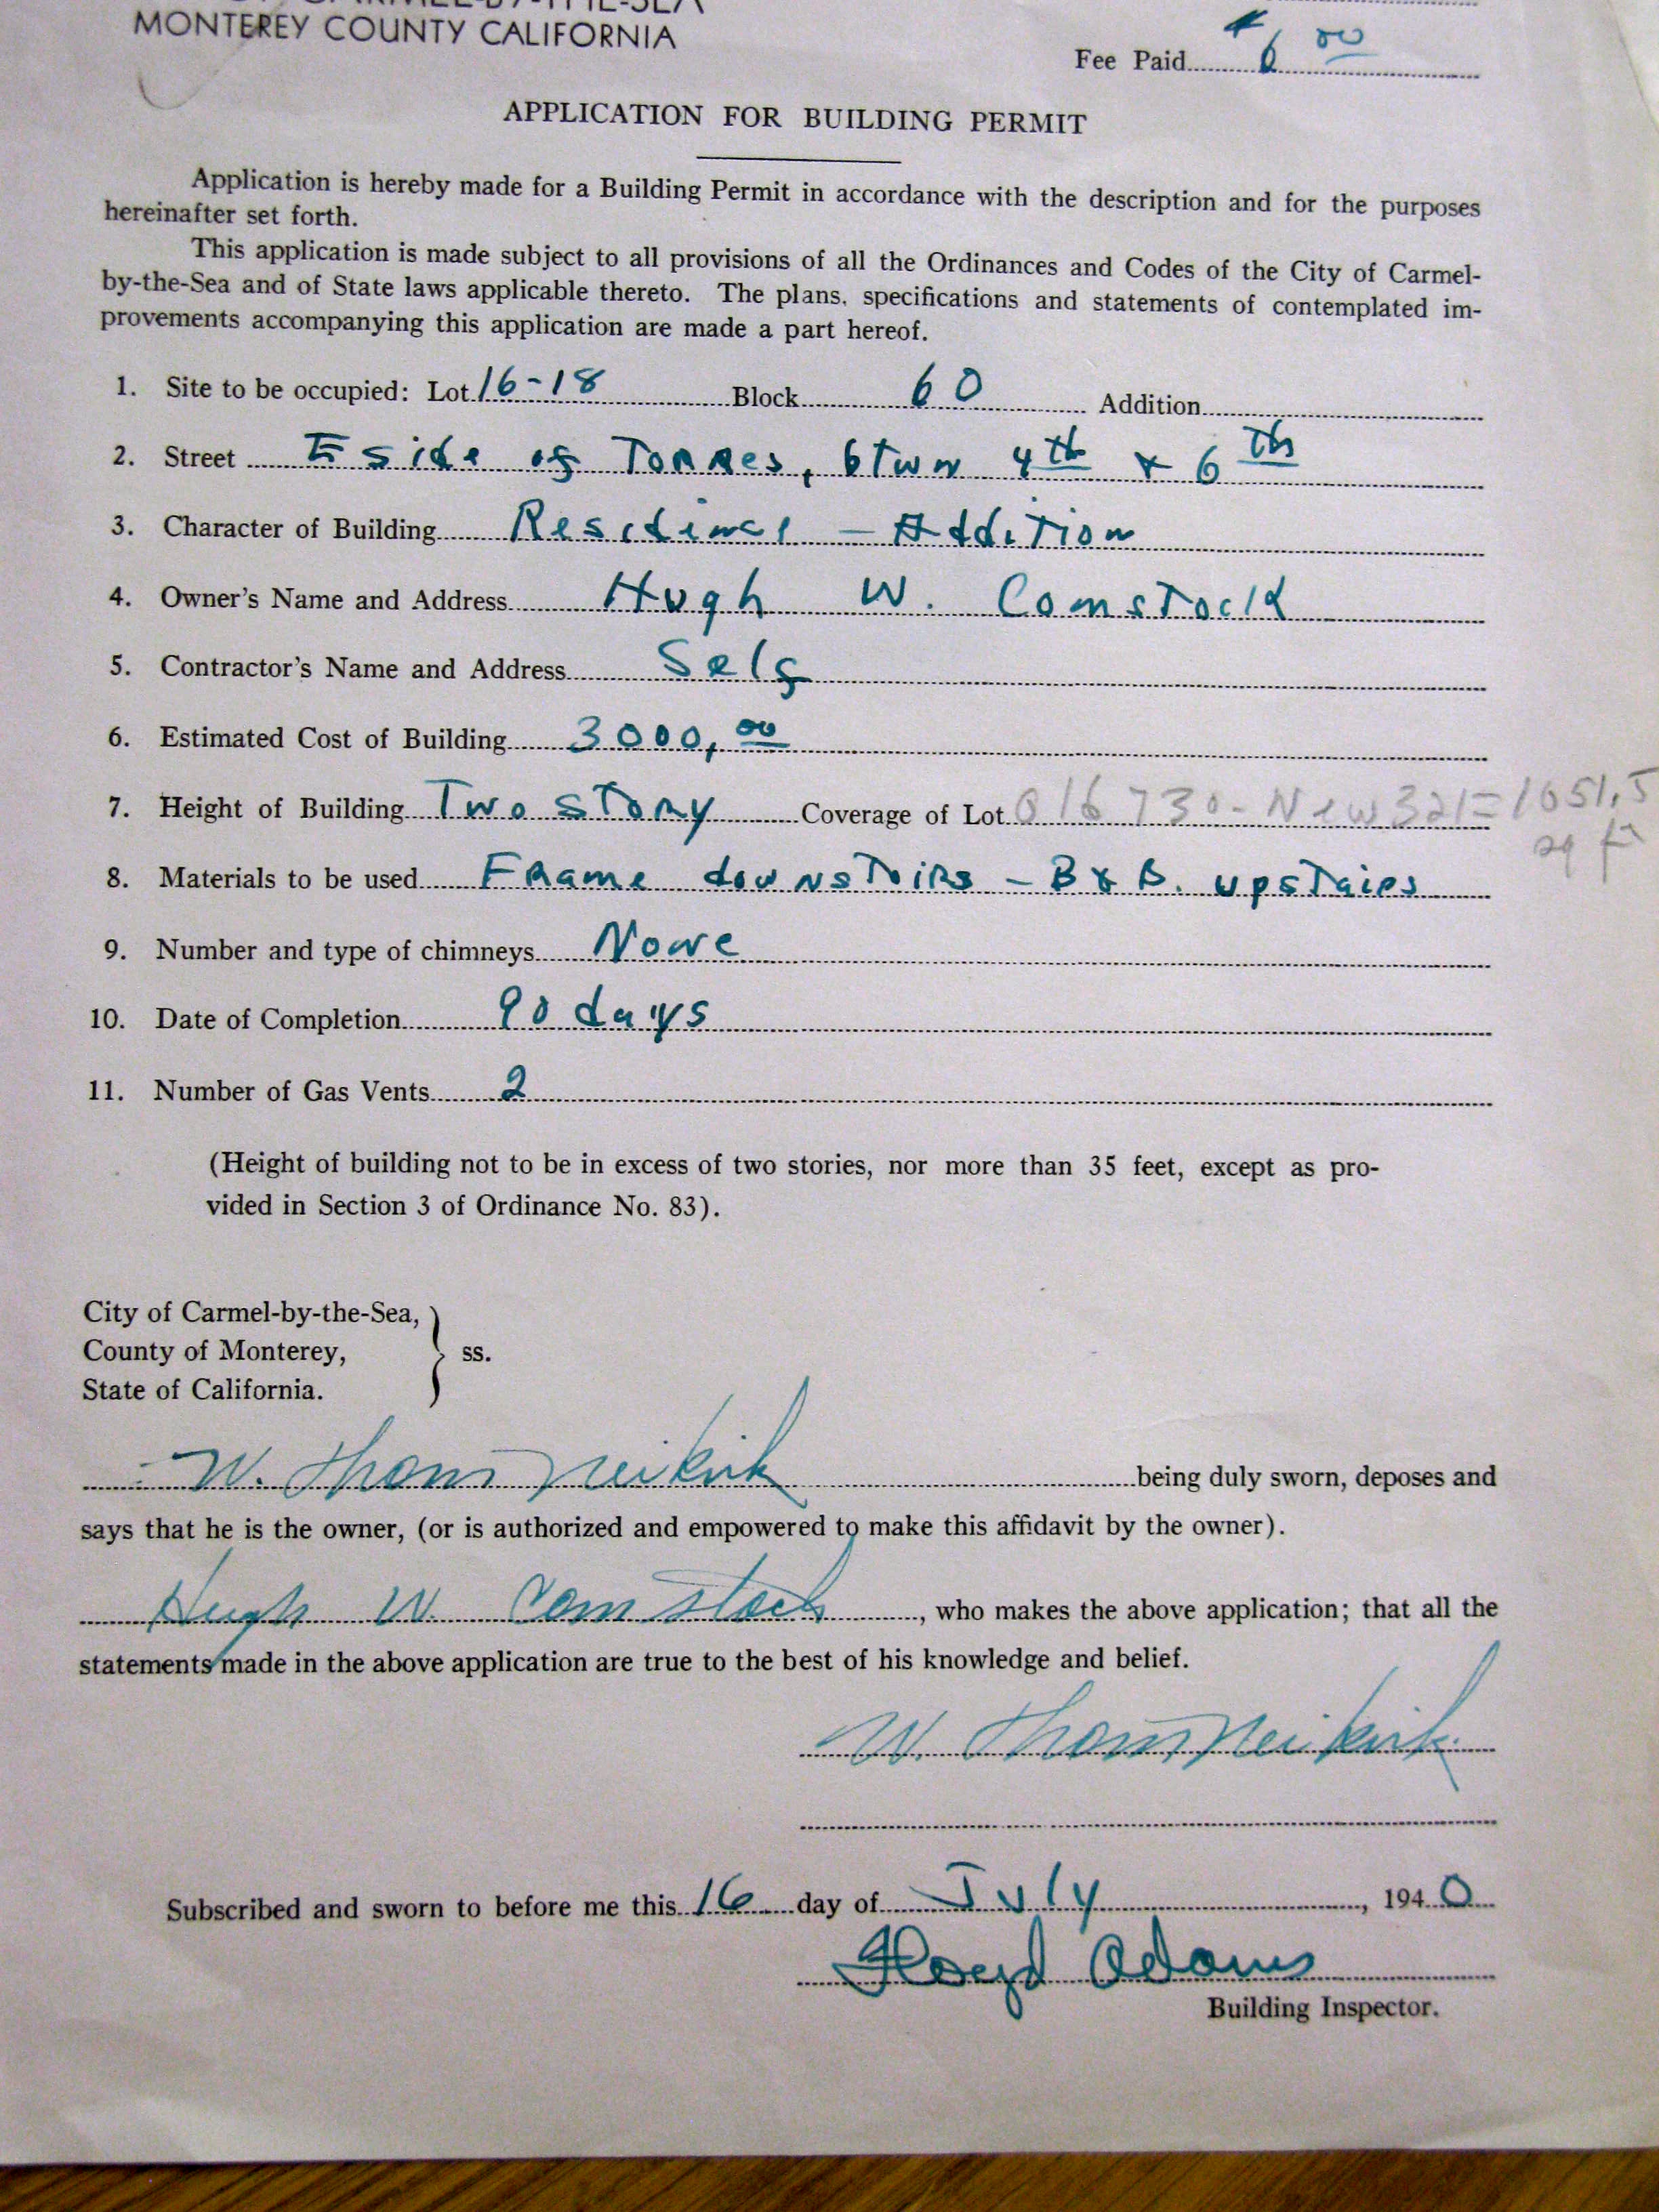 MONTEREY COUNTY CALIFORNIA
Fee Paid $6 00
APPLICATION FOR BUILDING PERMIT
Application is hereby made for a Building Permit in accordance with the description and for the purposes
hereinafter set forth.
This application is made subject to all provisions of all the Ordinances and Codes of the City of Carmel-
by-the-Sea and of State laws applicable thereto. The plans, specifications and statements of contemplated im-
provements accompanying this application are made a part hereof.
1. Site to be occupied: Lot 16-18 Block 60 Addition
2. Street E side of Torres, btwn 4th & 6th
3. Character of Building Residence - Addition
4. Owner's Name and Address Hugh W. Comstock
5. Contractor's Name and Address Self
6. Estimated Cost of Building 3000,00
7. Height of Building Two story Coverage of Lot 730 - New 321 = 1051.5
sq ft
8. Materials to be used Frame downstairs - B & B. upstairs
9. Number and type of chimneys None
10. Date of Completion 90 days
11. Number of Gas Vents 2
(Height of building not to be in excess of two stories, nor more than 35 feet, except as pro-
vided in Section 3 of Ordinance No. 83).
City of Carmel-by-the-Sea,
County of Monterey, } ss.
State of California.
W. Thom Neikirk being duly sworn, deposes and
says that he is the owner, (or is authorized and empowered to make this affidavit by the owner).
Hugh W. Comstock, who makes the above application; that all the
statements made in the above application are true to the best of his knowledge and belief.
W. Thom Neikirk
Subscribed and sworn to before me this 16 day of July, 1940
Floyd Adams
Building Inspector.